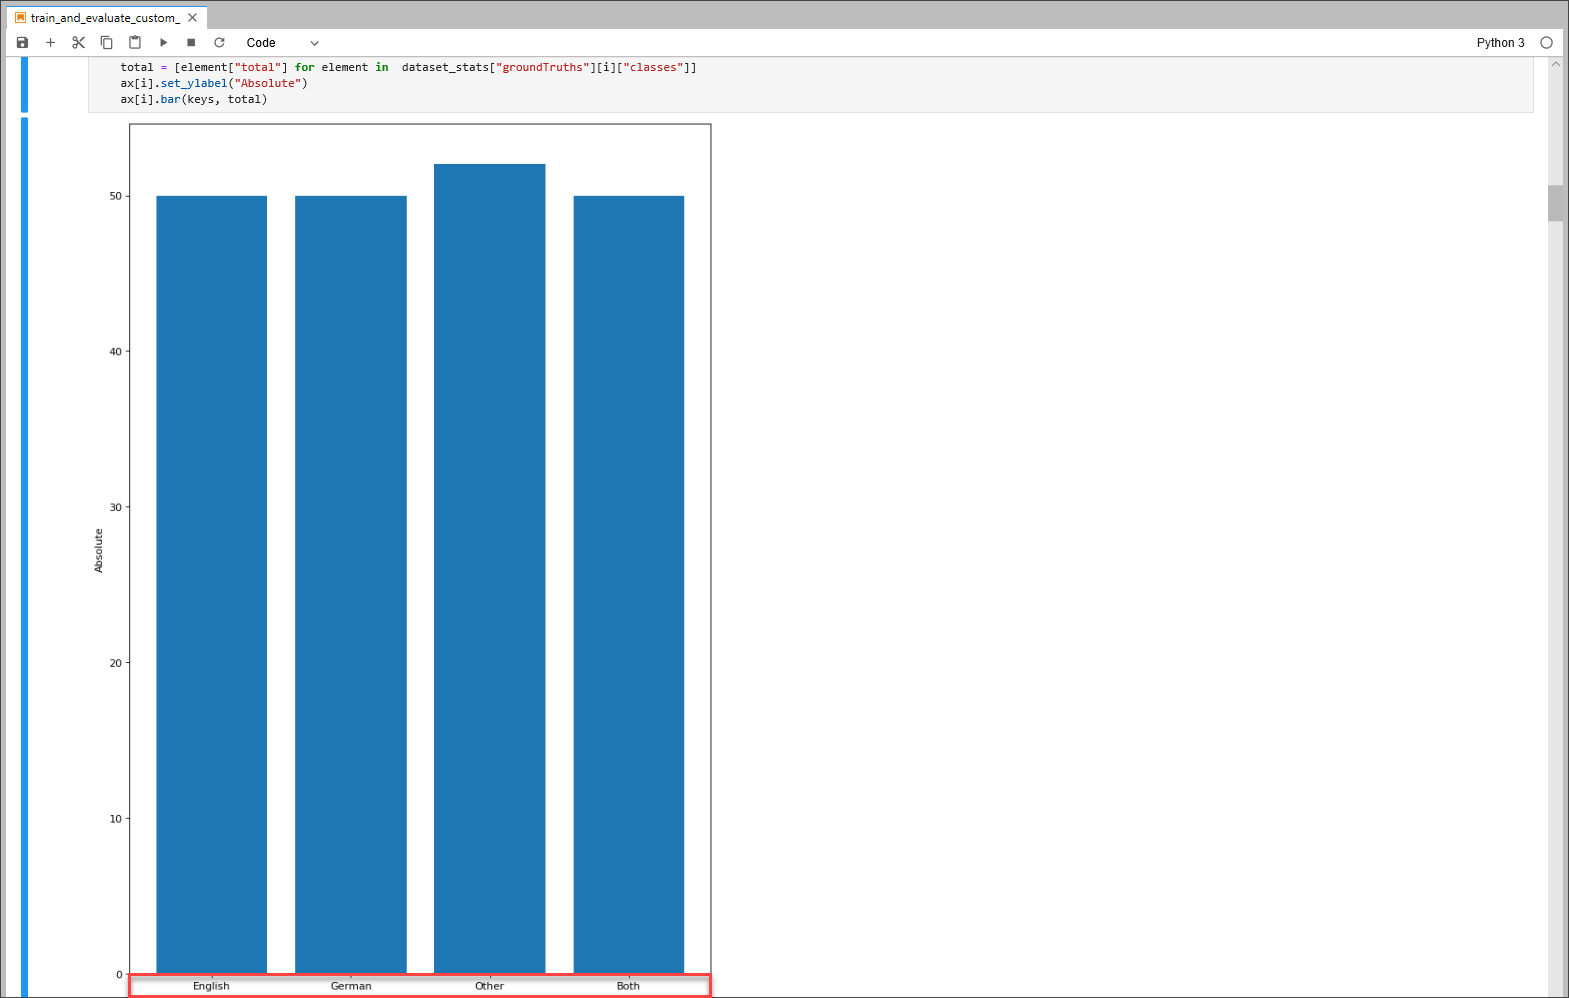 train_and_evaluate_custom_
Code
Python 3
total = [element["total"] for element in  dataset_stats["groundTruths"][i]["classes"]]
ax[i].set_ylabel("Absolute")
ax[i].bar(keys, total)
50
40
30
20
10
0
Absolute
English German Other Both